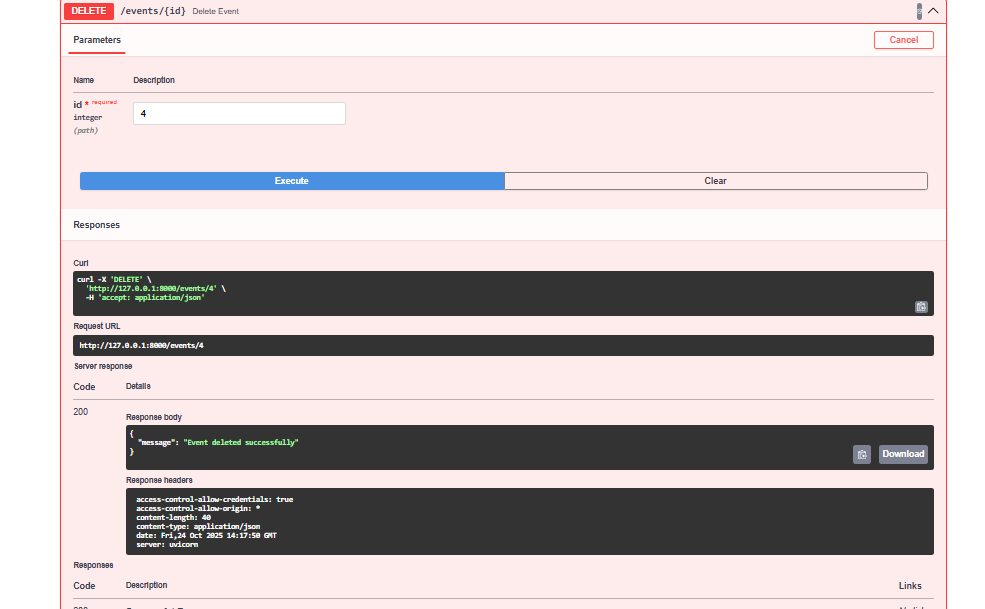 DELETE /events/{id} Delete Event
Parameters
Cancel
Name Description
id * required
integer
(path)
4
Execute Clear
Responses
Curl
curl -X 'DELETE' \
'http://127.0.0.1:8000/events/4' \
-H 'accept: application/json'
Request URL
http://127.0.0.1:8000/events/4
Server response
Code Details
200
Response body
{
"message": "Event deleted successfully"
}
Download
Response headers
access-control-allow-credentials: true
access-control-allow-origin: *
content-length: 40
content-type: application/json
date: Fri,24 Oct 2025 14:17:50 GMT
server: uvicorn
Responses
Code Description Links